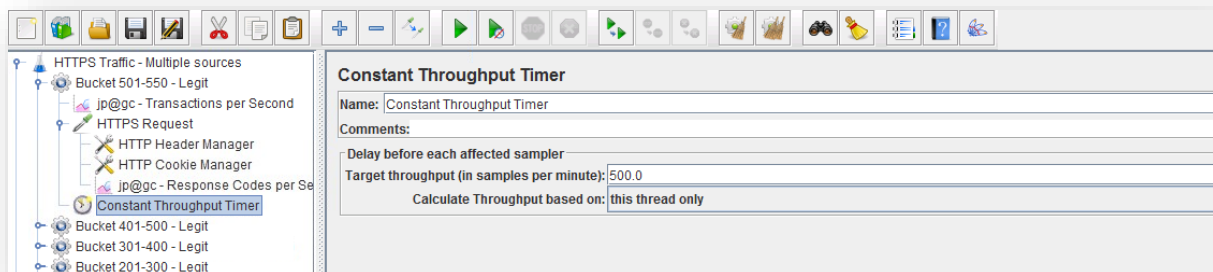 STOP
HTTPS Traffic - Multiple sources
Bucket 501-550 - Legit
jp@gc - Transactions per Second
HTTPS Request
HTTP Header Manager
HTTP Cookie Manager
jp@gc - Response Codes per Se
Constant Throughput Timer
Bucket 401-500 - Legit
Bucket 301-400 - Legit
Bucket 201-300 - Legit
Constant Throughput Timer
Name: Constant Throughput Timer
Comments:
Delay before each affected sampler
Target throughput (in samples per minute): 500.0
Calculate Throughput based on: this thread only